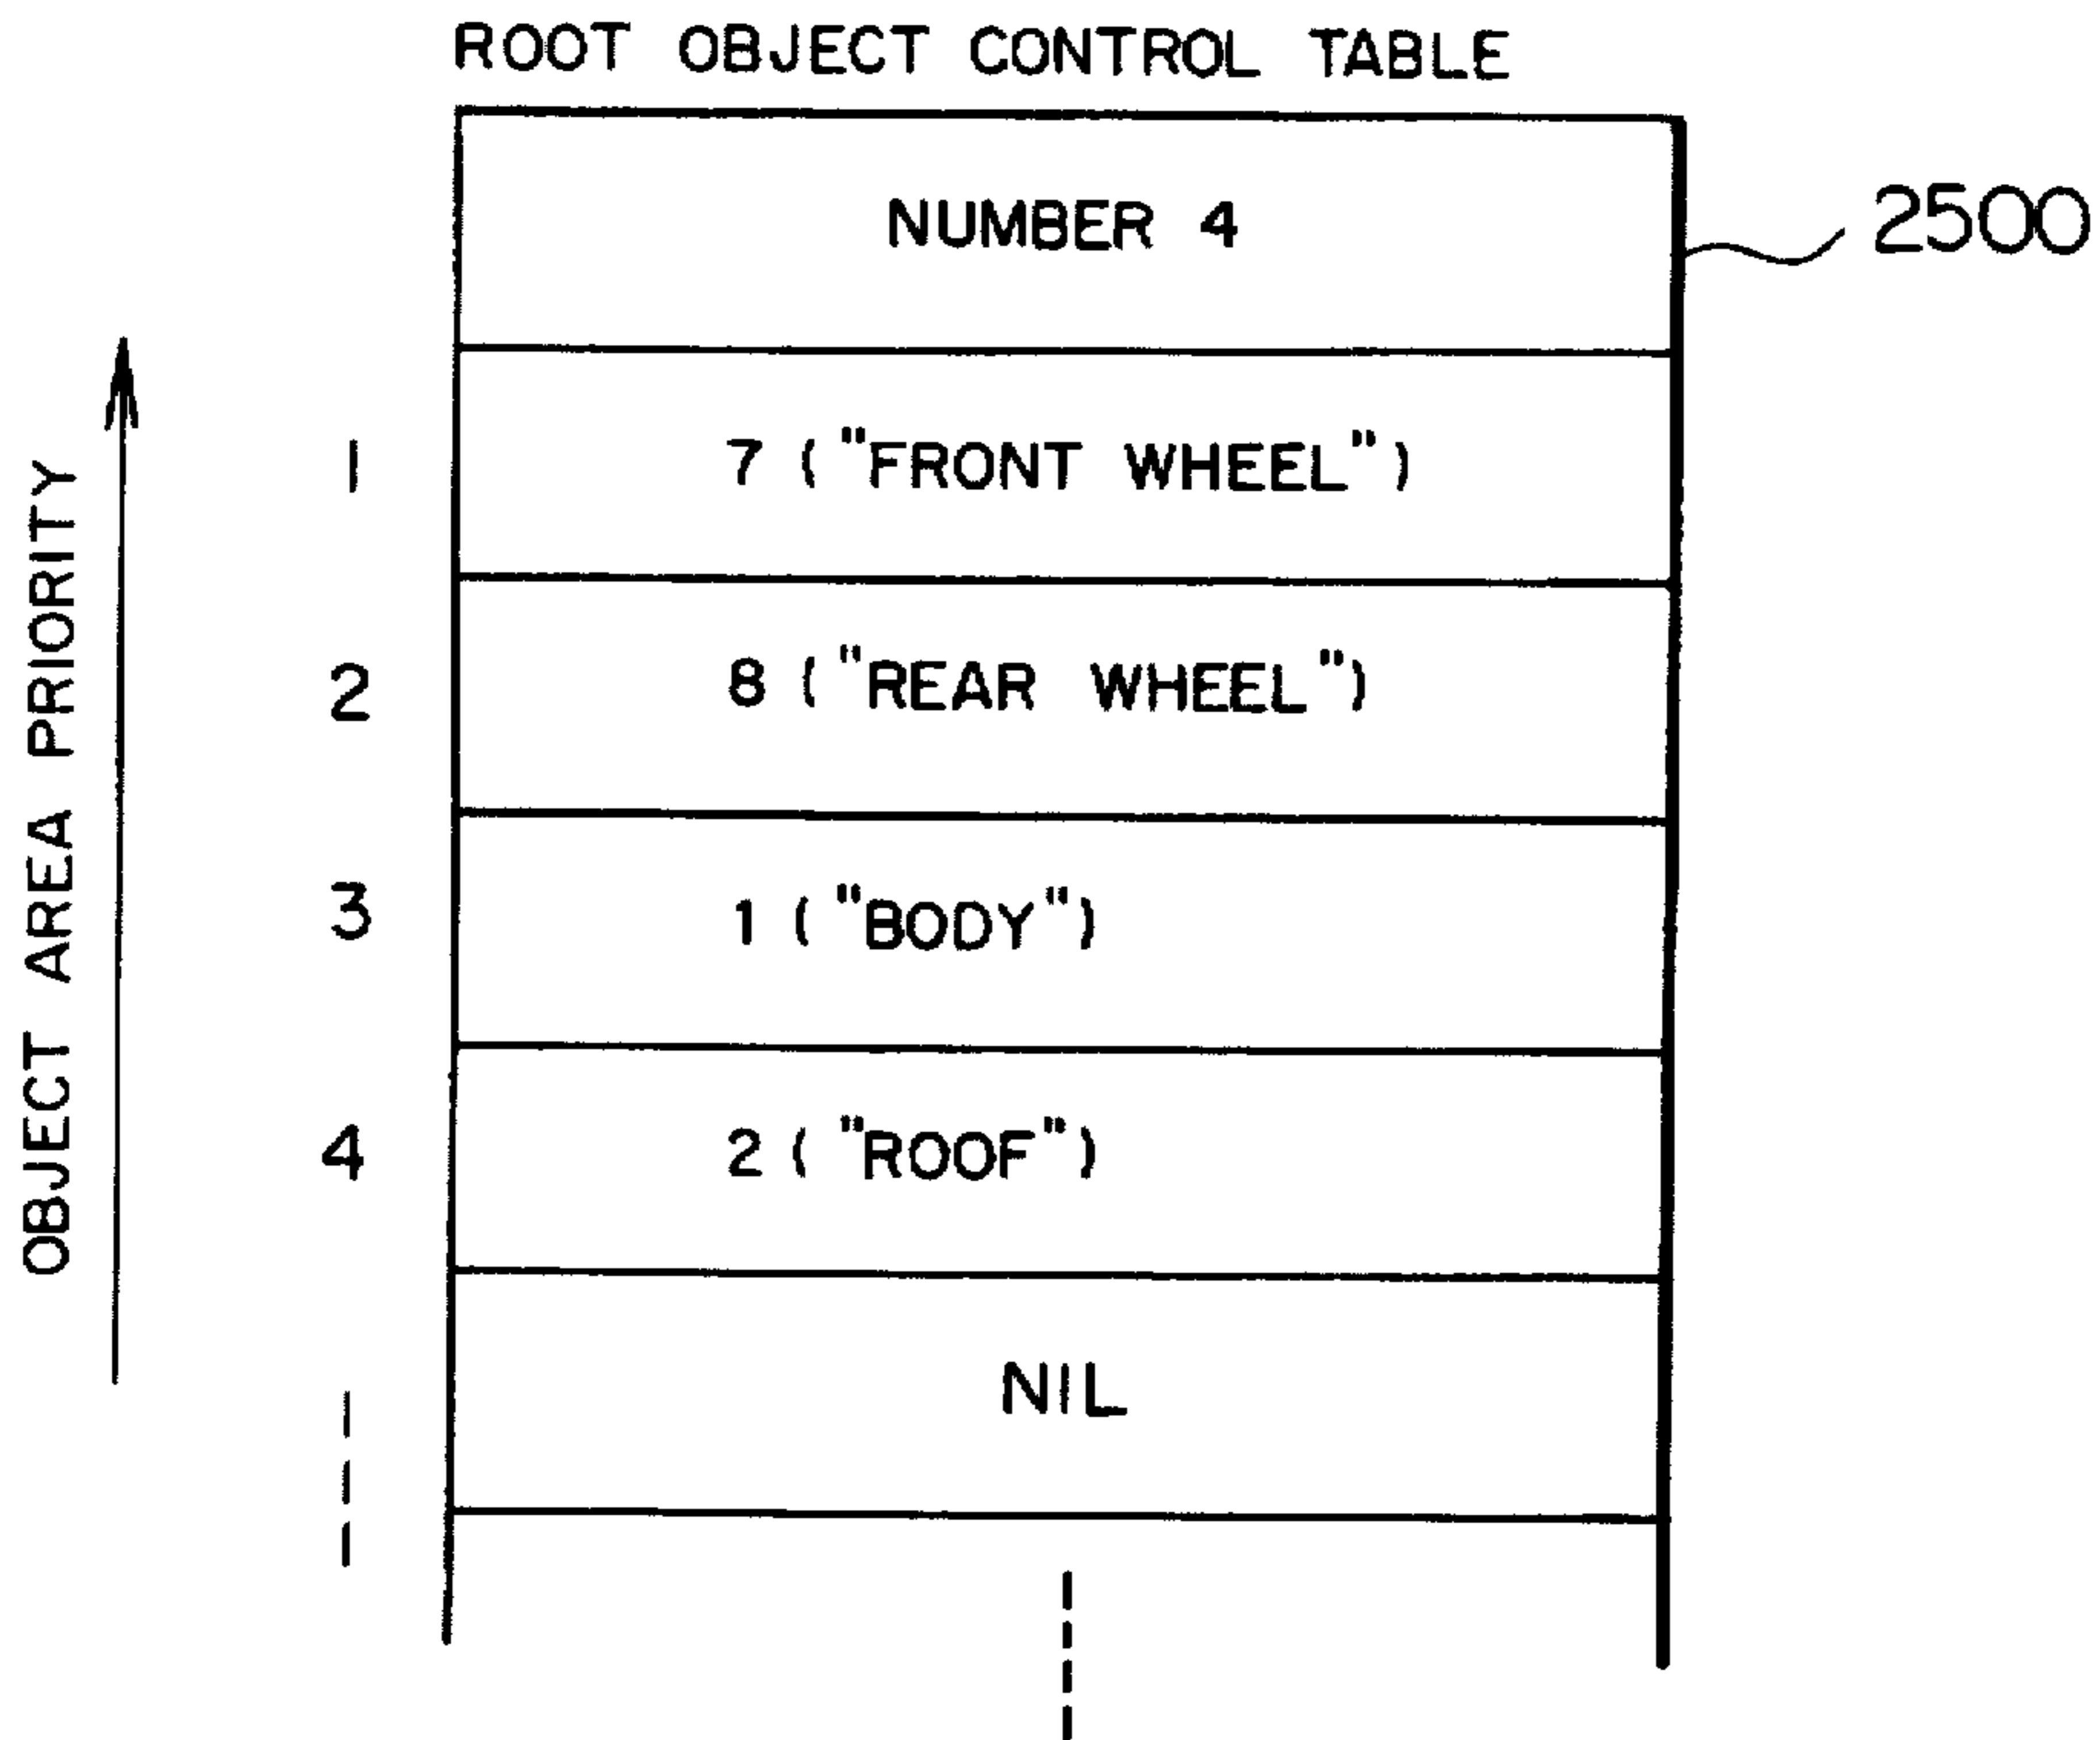 ROOT OBJECT CONTROL TABLE
NUMBER 4
2500
OBJECT AREA PRIORITY
1 7 ("FRONT WHEEL")
2 8 ("REAR WHEEL")
3 1 ("BODY")
4 2 ("ROOF")
NIL